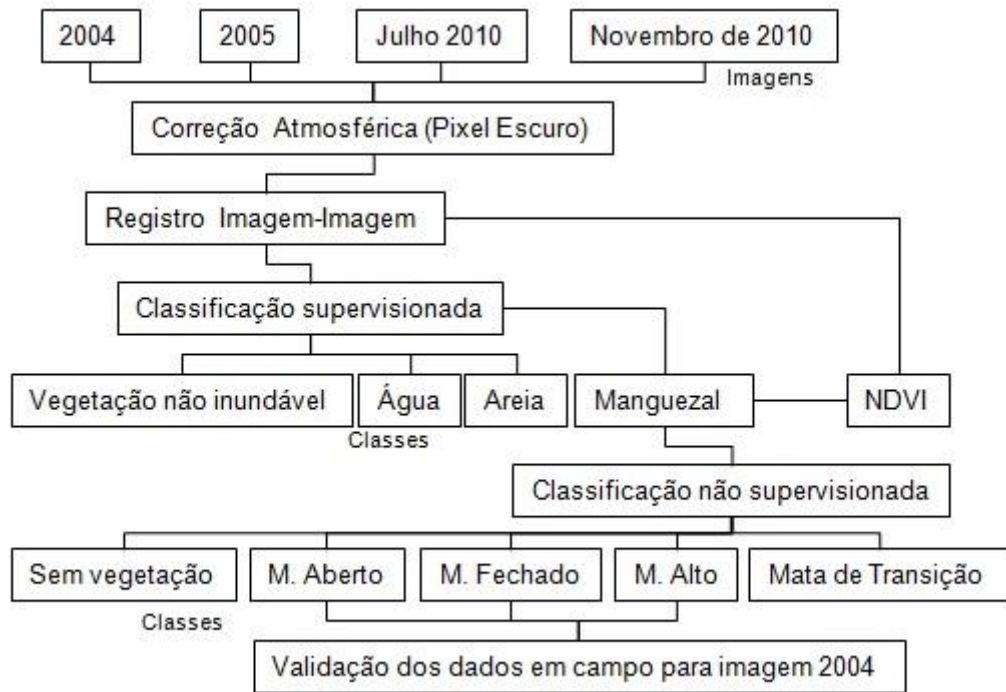 2004
2005
Julho 2010
Novembro de 2010
Imagens
Correção Atmosférica (Pixel Escuro)
Registro Imagem-Imagem
Classificação supervisionada
Vegetação não inundável
Água
Areia
Manguezal
NDVI
Classes
Classificação não supervisionada
Sem vegetação
M. Aberto
M. Fechado
M. Alto
Mata de Transição
Classes
Validação dos dados em campo para imagem 2004